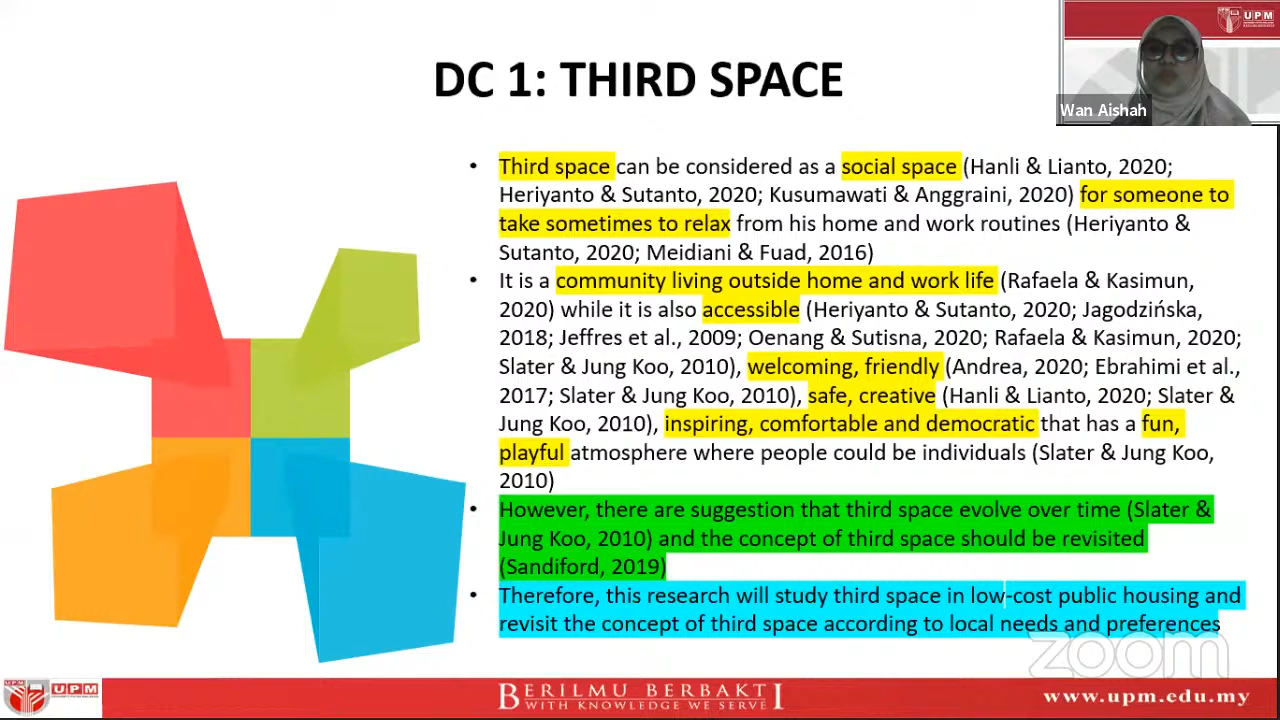 UPM
Wan Aishah
DC 1: THIRD SPACE
• Third space can be considered as a social space (Hanli & Lianto, 2020;
Heriyanto & Sutanto, 2020; Kusumawati & Anggraini, 2020) for someone to
take sometimes to relax from his home and work routines (Heriyanto &
Sutanto, 2020; Meidiani & Fuad, 2016)
• It is a community living outside home and work life (Rafaela & Kasimun,
2020) while it is also accessible (Heriyanto & Sutanto, 2020; Jagodzińska,
2018; Jeffres et al., 2009; Oenang & Sutisna, 2020; Rafaela & Kasimun, 2020;
Slater & Jung Koo, 2010), welcoming, friendly (Andrea, 2020; Ebrahimi et al.,
2017; Slater & Jung Koo, 2010), safe, creative (Hanli & Lianto, 2020; Slater &
Jung Koo, 2010), inspiring, comfortable and democratic that has a fun,
playful atmosphere where people could be individuals (Slater & Jung Koo,
2010)
• However, there are suggestion that third space evolve over time (Slater &
Jung Koo, 2010) and the concept of third space should be revisited
(Sandiford, 2019)
• Therefore, this research will study third space in low-cost public housing and
revisit the concept of third space according to local needs and preferences
zoom
UPM
BERILMU BERBAKTI
WITH KNOWLEDGE WE SERVE
www.upm.edu.my